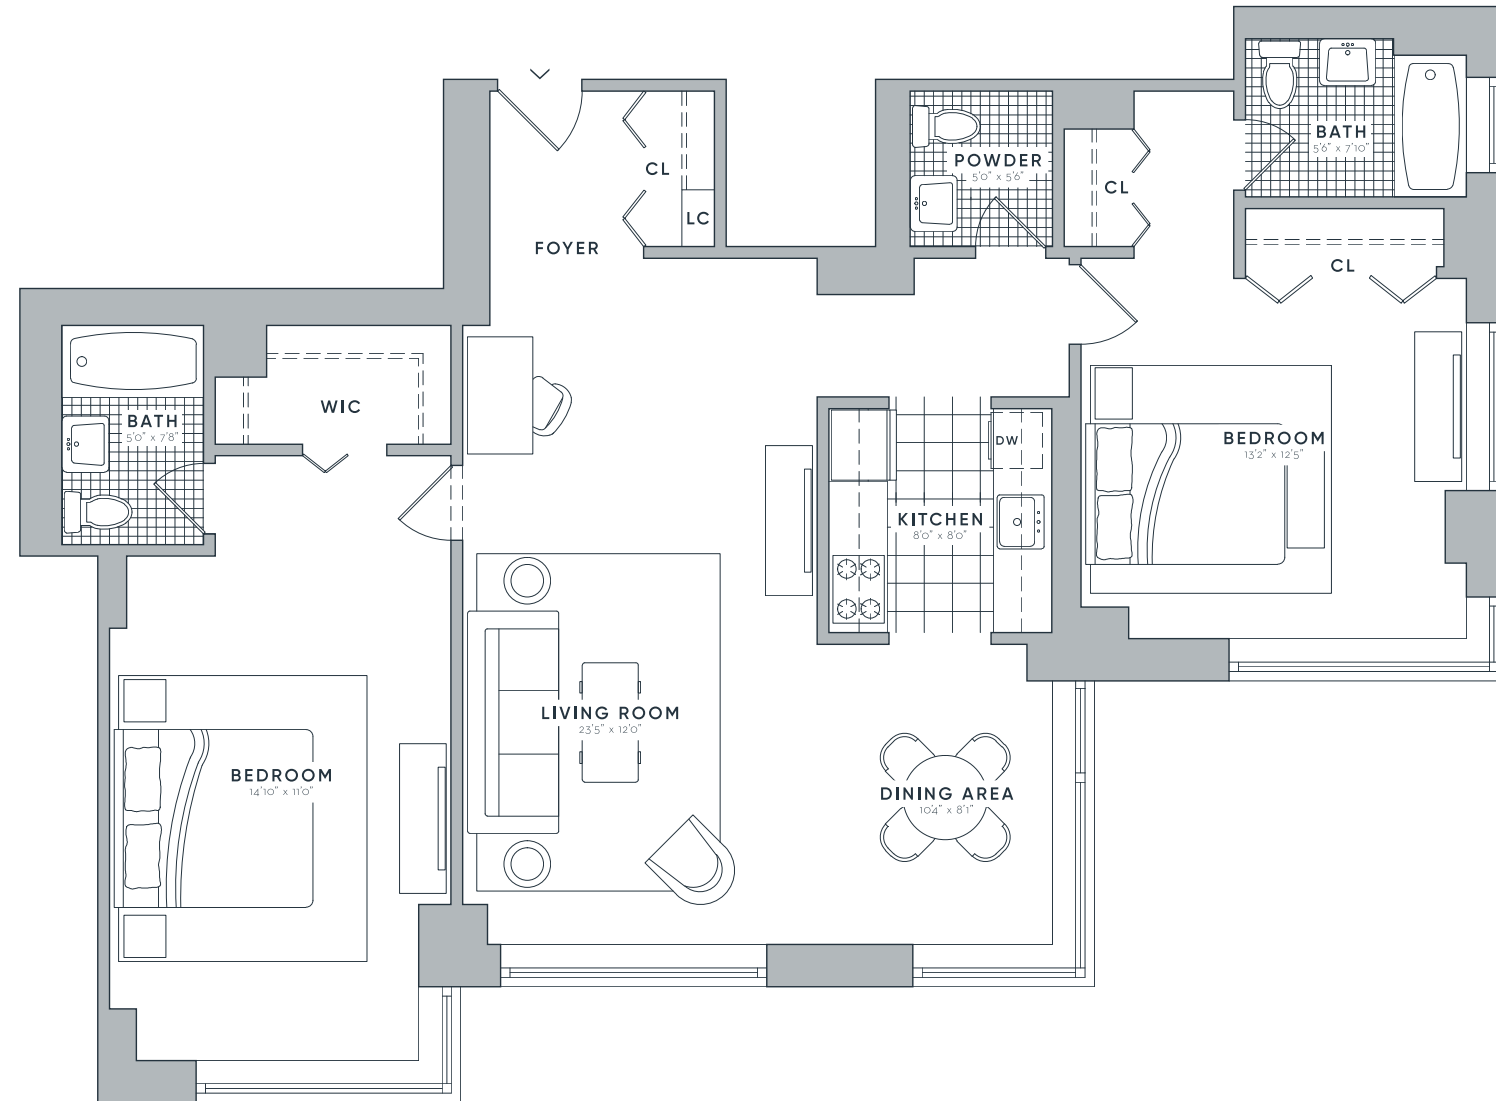 BATH
5'6" x 7'10"
POWDER
5'0" x 5'6"
CL
CL
LC
FOYER
CL
WIC
BATH
5'0" x 7'8"
DW
BEDROOM
13'2" x 12'5"
KITCHEN
8'0" x 8'0"
LIVING ROOM
23'5" x 12'0"
BEDROOM
14'10" x 11'0"
DINING AREA
10'4" x 8'1"